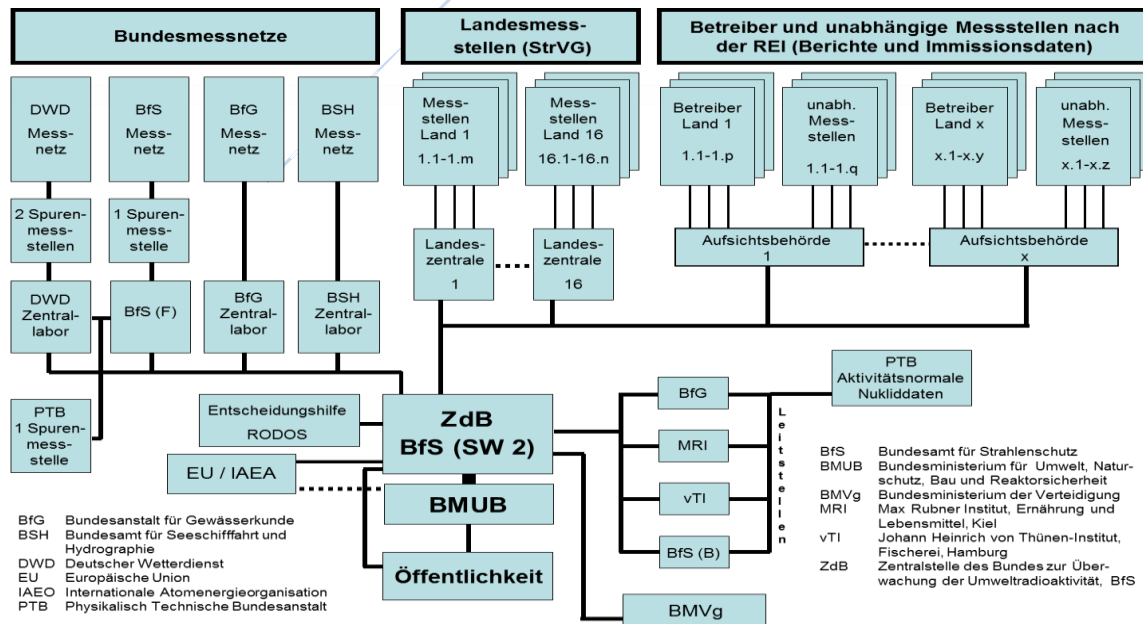 Bundesmessnetze
Landesmess-
stellen (StrVG)
Betreiber und unabhängige Messstellen nach
der REI (Berichte und Immissionsdaten)
DWD
Mess-
netz
BfS
Mess-
netz
BfG
Mess-
netz
BSH
Mess-
netz
Mess-
stellen
Land 1
1.1-1.m
Mess-
stellen
Land 16
16.1-16.n
Betreiber
Land 1
1.1-1.p
unabh.
Mess-
stellen
1.1-1.q
Betreiber
Land x
x.1-x.y
unabh.
Mess-
stellen
x.1-x.z
2 Spuren-
mess-
stellen
1 Spuren-
mess-
stelle
Landes-
zentrale
1
Landes-
zentrale
16
Aufsichtsbehörde
1
Aufsichtsbehörde
x
DWD
Zentral-
labor
BfS (F)
BfG
Zentral-
labor
BSH
Zentral-
labor
PTB
1 Spuren-
mess-
stelle
Entscheidungshilfe
RODOS
ZdB
BfS (SW 2)
EU / IAEA
BMUB
Öffentlichkeit
BfG
MRI
vTI
BfS (B)
Leitstellen
PTB
Aktivitätsnormale
Nukliddaten
BMVg
BfG Bundesanstalt für Gewässerkunde
BSH Bundesamt für Seeschifffahrt und
Hydrographie
DWD Deutscher Wetterdienst
EU Europäische Union
IAEO Internationale Atomenergieorganisation
PTB Physikalisch Technische Bundesanstalt
BfS Bundesamt für Strahlenschutz
BMUB Bundesministerium für Umwelt, Natur-
schutz, Bau und Reaktorsicherheit
BMVg Bundesministerium der Verteidigung
MRI Max Rubner Institut, Ernährung und
Lebensmittel, Kiel
vTI Johann Heinrich von Thünen-Institut,
Fischerei, Hamburg
ZdB Zentralstelle des Bundes zur Über-
wachung der Umweltradioaktivität, BfS